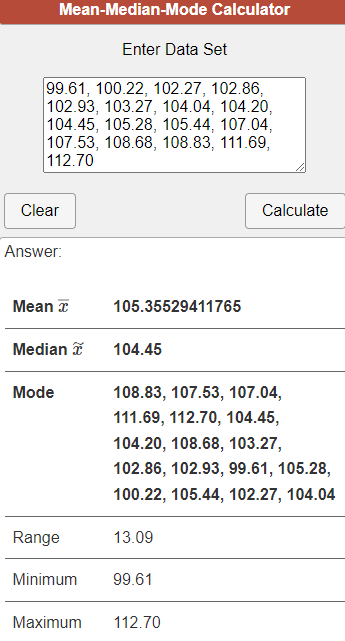 Mean-Median-Mode Calculator
Enter Data Set
99.61, 100.22, 102.27, 102.86,
102.93, 103.27, 104.04, 104.20,
104.45, 105.28, 105.44, 107.04,
107.53, 108.68, 108.83, 111.69,
112.70
Clear Calculate
Answer:
Mean x̅ 105.35529411765
Median x̃ 104.45
Mode 108.83, 107.53, 107.04,
111.69, 112.70, 104.45,
104.20, 108.68, 103.27,
102.86, 102.93, 99.61, 105.28,
100.22, 105.44, 102.27, 104.04
Range 13.09
Minimum 99.61
Maximum 112.70